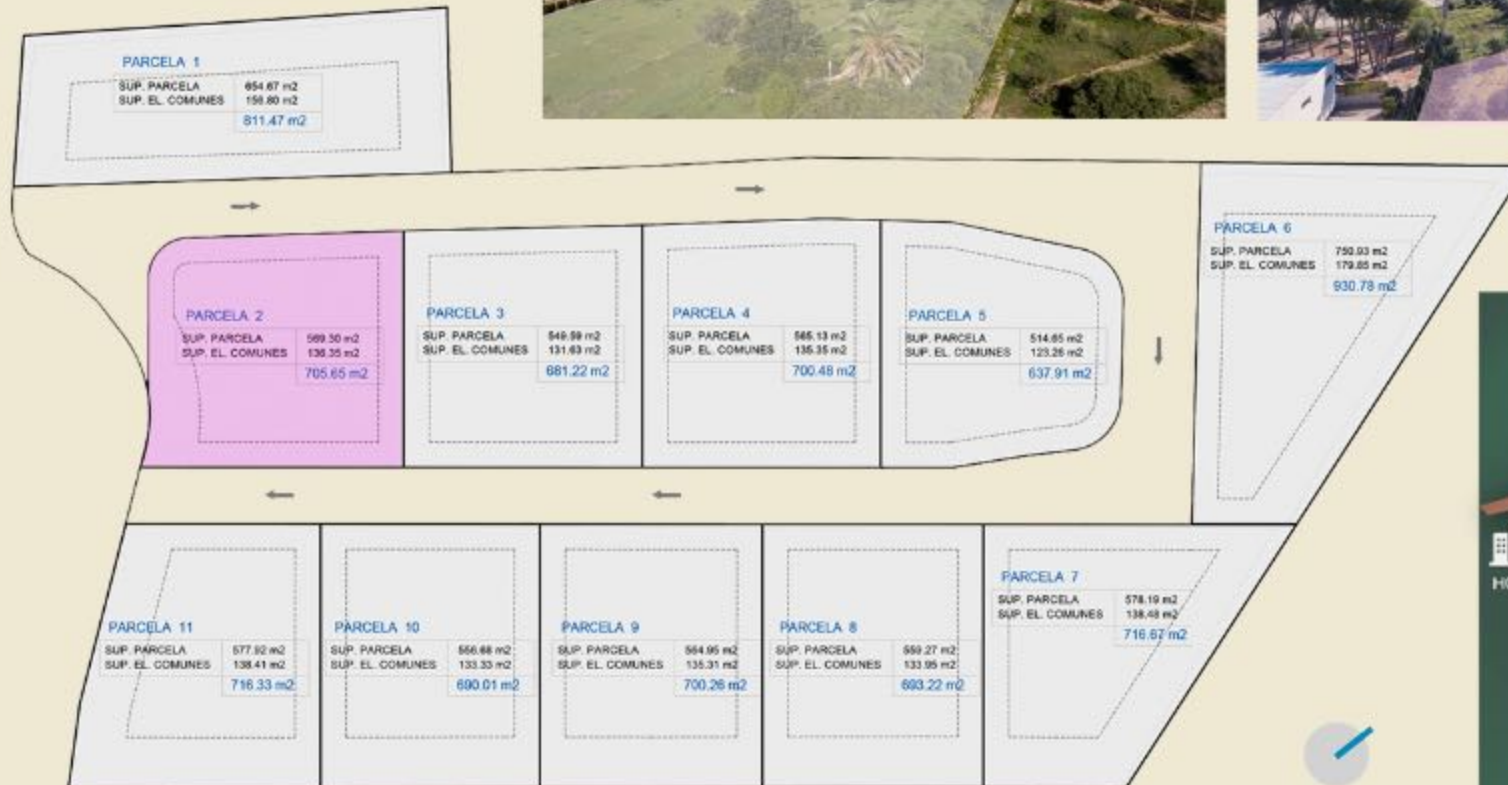 PARCELA 1
SUP. PARCELA 654.67 m2
SUP. EL. COMUNES 156.80 m2
811.47 m2
PARCELA 6
SUP. PARCELA 750.93 m2
SUP. EL. COMUNES 179.85 m2
930.78 m2
PARCELA 2
SUP. PARCELA 569.30 m2
SUP. EL. COMUNES 136.35 m2
705.65 m2
PARCELA 3
SUP. PARCELA 549.59 m2
SUP. EL. COMUNES 131.63 m2
681.22 m2
PARCELA 4
SUP. PARCELA 565.13 m2
SUP. EL. COMUNES 135.35 m2
700.48 m2
PARCELA 5
SUP. PARCELA 514.65 m2
SUP. EL. COMUNES 123.26 m2
637.91 m2
PARCELA 7
SUP. PARCELA 578.19 m2
SUP. EL. COMUNES 138.48 m2
716.67 m2
PARCELA 11
SUP. PARCELA 577.92 m2
SUP. EL. COMUNES 138.41 m2
716.33 m2
PARCELA 10
SUP. PARCELA 556.68 m2
SUP. EL. COMUNES 133.33 m2
690.01 m2
PARCELA 9
SUP. PARCELA 564.95 m2
SUP. EL. COMUNES 135.31 m2
700.26 m2
PARCELA 8
SUP. PARCELA 559.27 m2
SUP. EL. COMUNES 133.95 m2
693.22 m2